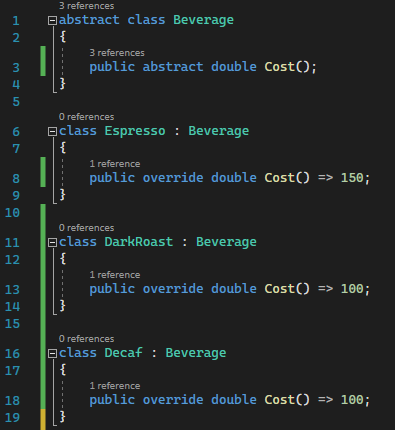 3 references
1 abstract class Beverage
2 {
3 references
3 public abstract double Cost();
4 }
5
0 references
6 class Espresso : Beverage
7 {
1 reference
8 public override double Cost() => 150;
9 }
10
0 references
11 class DarkRoast : Beverage
12 {
1 reference
13 public override double Cost() => 100;
14 }
15
0 references
16 class Decaf : Beverage
17 {
1 reference
18 public override double Cost() => 100;
19 }